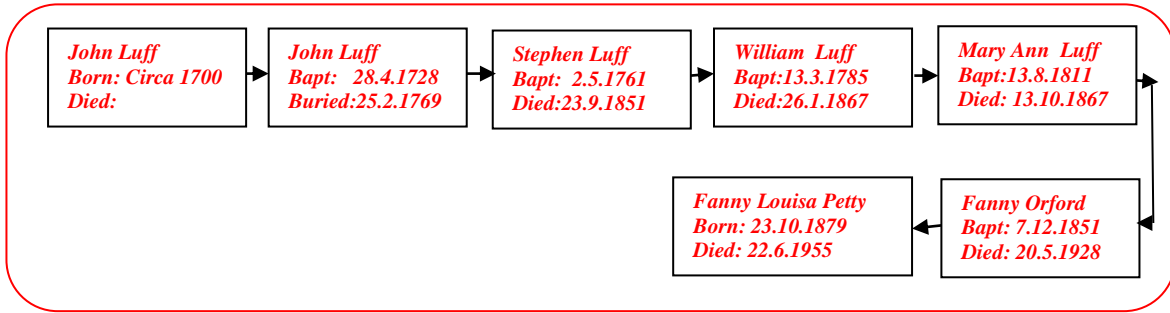 John Luff
Born: Circa 1700
Died:
John Luff
Bapt: 28.4.1728
Buried:25.2.1769
Stephen Luff
Bapt: 2.5.1761
Died:23.9.1851
William Luff
Bapt:13.3.1785
Died:26.1.1867
Mary Ann Luff
Bapt:13.8.1811
Died: 13.10.1867
Fanny Orford
Bapt: 7.12.1851
Died: 20.5.1928
Fanny Louisa Petty
Born: 23.10.1879
Died: 22.6.1955